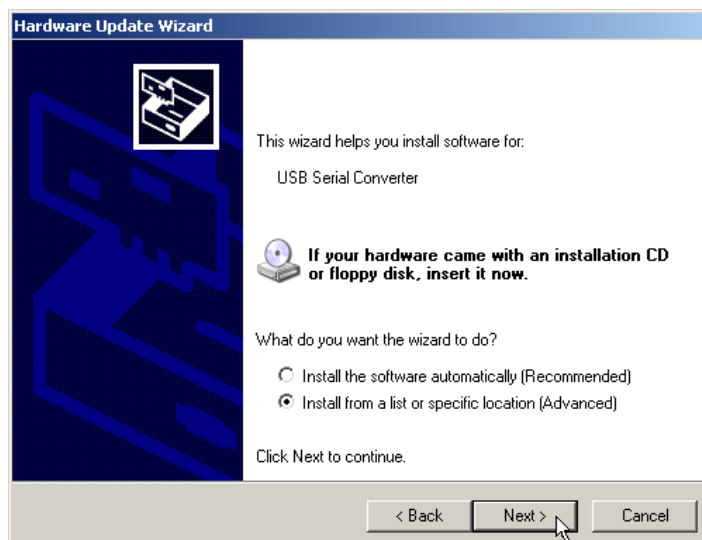 Hardware Update Wizard
This wizard helps you install software for:
USB Serial Converter
If your hardware came with an installation CD
or floppy disk, insert it now.
What do you want the wizard to do?
Install the software automatically (Recommended)
Install from a list or specific location (Advanced)
Click Next to continue.
< Back Next > Cancel